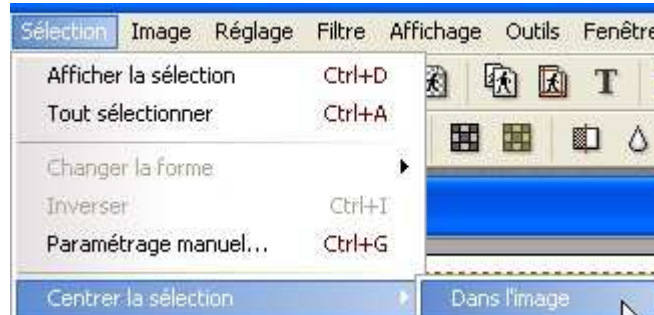 Sélection Image Réglage Filtre Affichage Outils Fenêtre
Afficher la sélection Ctrl+D
Tout sélectionner Ctrl+A
T
Changer la forme
Inverser Ctrl+I
Paramétrage manuel... Ctrl+G
Centrer la sélection Dans l'image